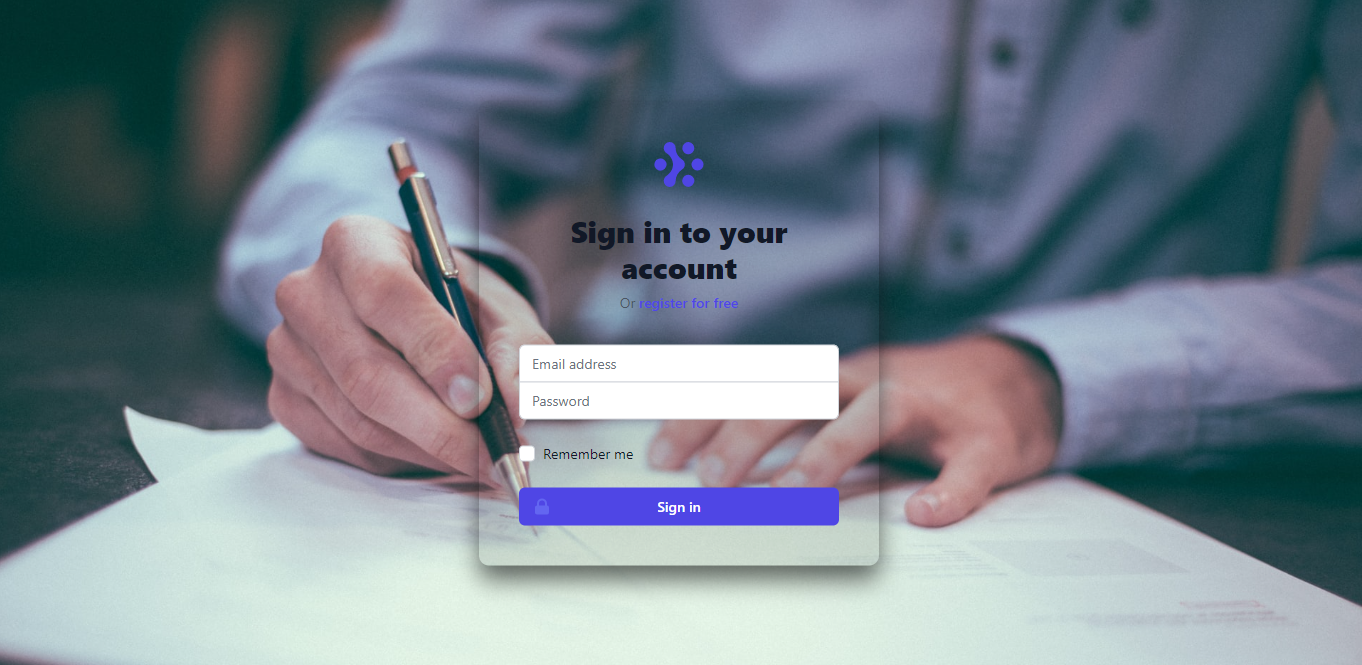 Sign in to your
account
Or register for free
Email address
Password
Remember me
Sign in